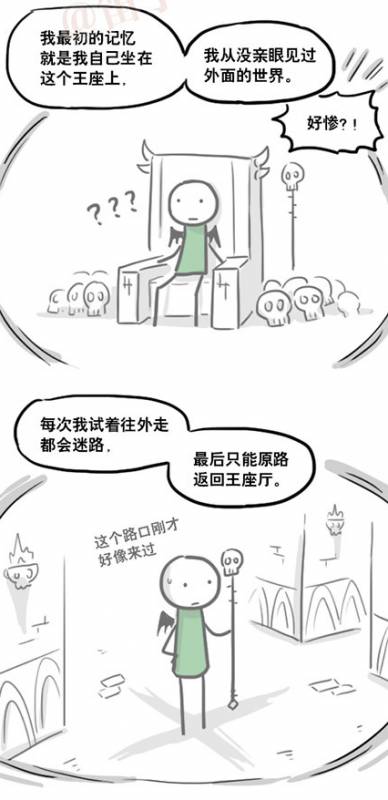 我最初的记忆
就是我自己坐在
这个王座上，
我从没亲眼见过
外面的世界。
好惨？！
？？？
每次我试着往外走
都会迷路，
最后只能原路
返回王座厅。
这个路口刚才
好像来过